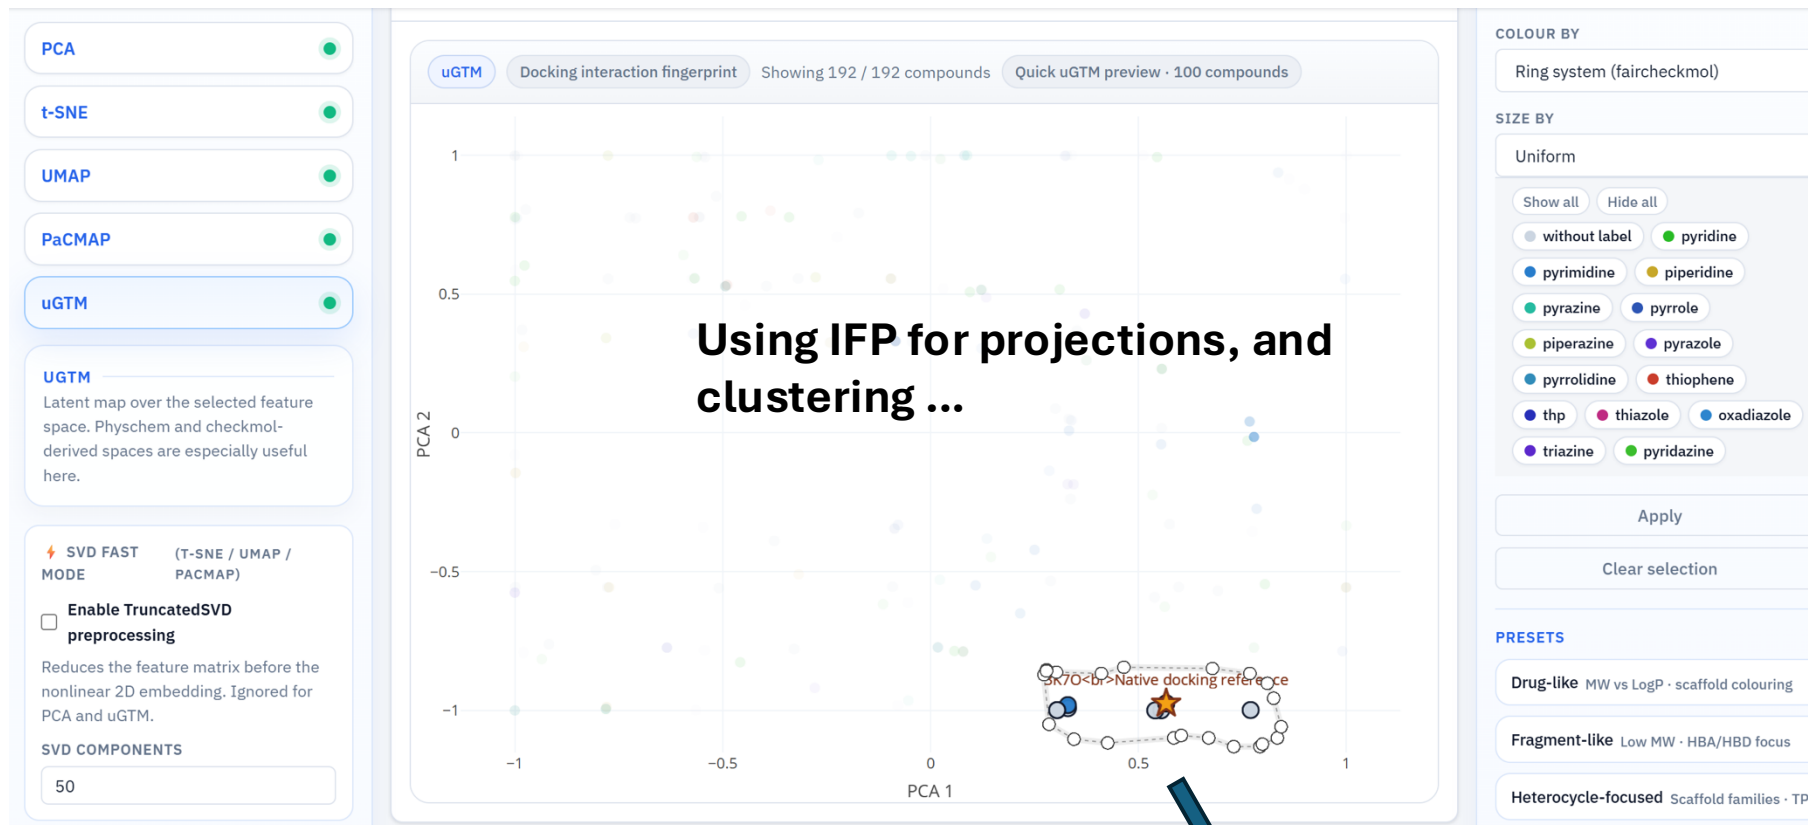 PCA
t-SNE
UMAP
PaCMAP
uGTM
UGTM
Latent map over the selected feature
space. Physchem and checkmol-
derived spaces are especially useful
here.
SVD FAST MODE (T-SNE / UMAP / PACMAP)
Enable TruncatedSVD
preprocessing
Reduces the feature matrix before the
nonlinear 2D embedding. Ignored for
PCA and uGTM.
SVD COMPONENTS
50
uGTM Docking interaction fingerprint Showing 192 / 192 compounds Quick uGTM preview · 100 compounds
1
0.5
0
−0.5
−1
PCA 2
Using IFP for projections, and
clustering ...
<br>Native docking reference
−1 −0.5 0 0.5 1
PCA 1
COLOUR BY
Ring system (faircheckmol)
SIZE BY
Uniform
Show all Hide all
without label pyridine
pyrimidine piperidine
pyrazine pyrrole
piperazine pyrazole
pyrrolidine thiophene
thp thiazole oxadiazole
triazine pyridazine
Apply
Clear selection
PRESETS
Drug-like MW vs LogP · scaffold colouring
Fragment-like Low MW · HBA/HBD focus
Heterocycle-focused Scaffold families · TP